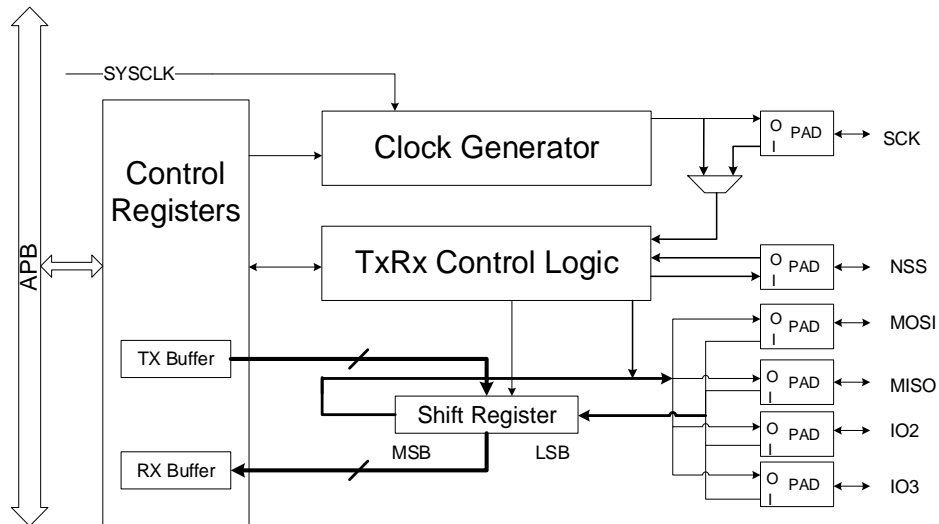 SYSCLK
Clock Generator
O
I
PAD
SCK
Control
Registers
APB
TxRx Control Logic
O
I
PAD
NSS
O
I
PAD
MOSI
TX Buffer
O
I
PAD
MISO
Shift Register
MSB
LSB
O
I
PAD
IO2
RX Buffer
O
I
PAD
IO3